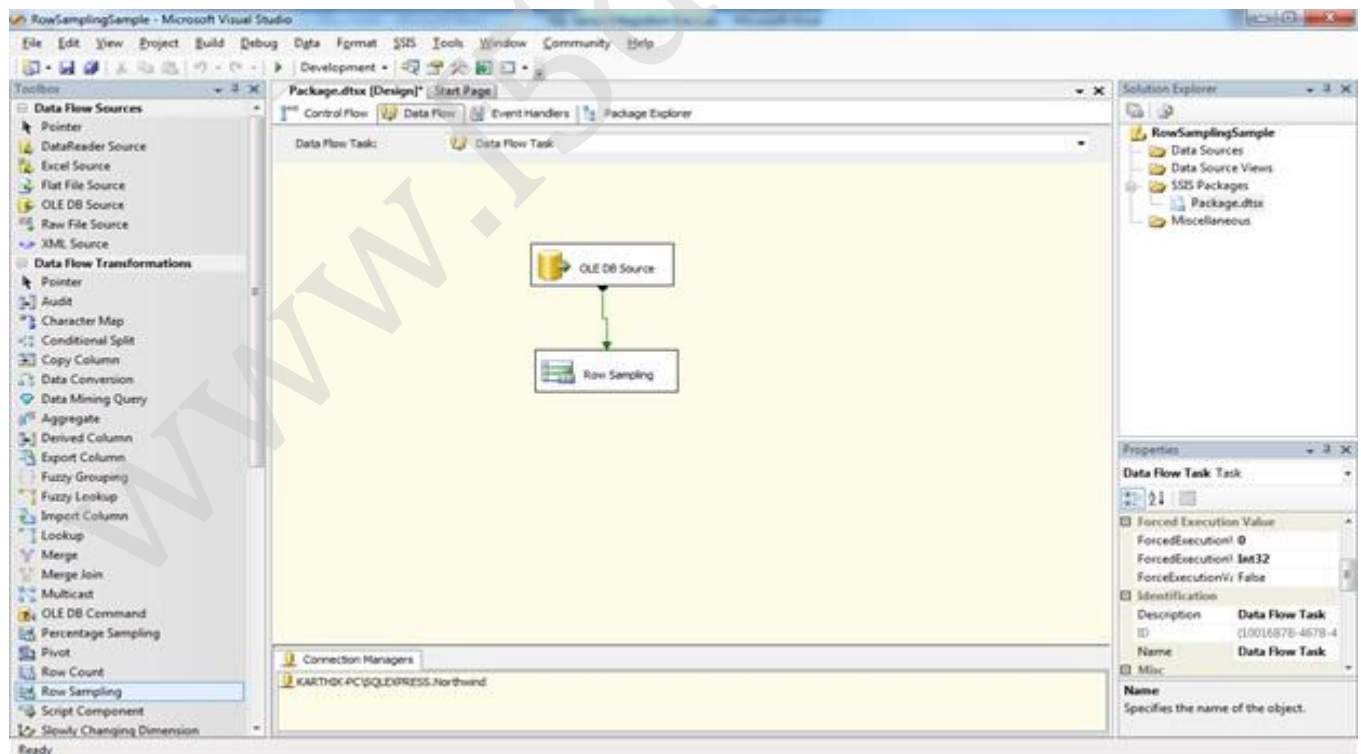 RowSamplingSample - Microsoft Visual Studio
File Edit View Project Build Debug Data Format SSIS Tools Window Community Help
Development
Toolbox
Data Flow Sources
Pointer
DataReader Source
Excel Source
Flat File Source
OLE DB Source
Raw File Source
XML Source
Data Flow Transformations
Pointer
Audit
Character Map
Conditional Split
Copy Column
Data Conversion
Data Mining Query
Aggregate
Derived Column
Export Column
Fuzzy Grouping
Fuzzy Lookup
Import Column
Lookup
Merge
Merge Join
Multicast
OLE DB Command
Percentage Sampling
Pivot
Row Count
Row Sampling
Script Component
Slowly Changing Dimension
Ready
Package.dtsx [Design]* Start Page
Control Flow Data Flow Event Handlers Package Explorer
Data Flow Task: Data Flow Task
OLE DB Source
Row Sampling
Connection Managers
KARTHIK-PC\SQLEXPRESS.Northwind
Solution Explorer
RowSamplingSample
Data Sources
Data Source Views
SSIS Packages
Package.dtsx
Miscellaneous
Properties
Data Flow Task Task
Forced Execution Value
ForcedExecution 0
ForcedExecution Int32
ForceExecutionVa False
Identification
Description Data Flow Task
ID {10016B7B-4678-4
Name Data Flow Task
Misc
Name
Specifies the name of the object.